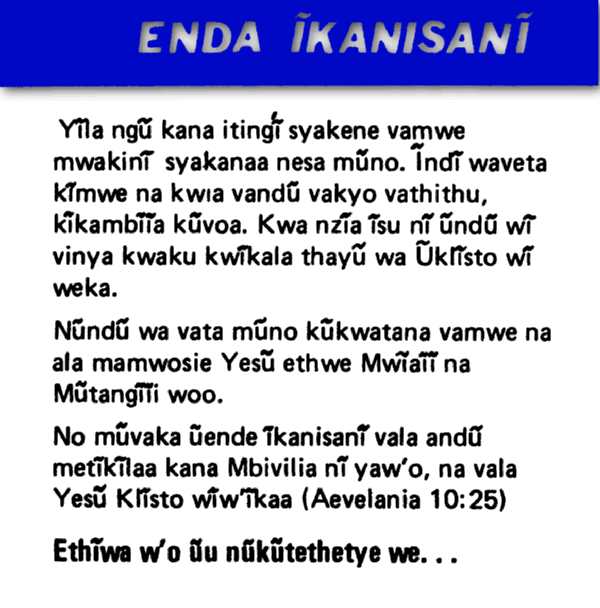 ENDA ĨKANISANĨ
Yĩla ngũ kana itingĩ syakene vamwe
mwakinĩ syakanaa nesa mũno. Ĩndĩ waveta
kĩmwe na kwia vandũ vakyo vathithu,
kĩkambĩĩa kũvoa. Kwa nzĩa ĩsu nĩ ũndũ wĩ
vinya kwaku kwĩkala thayũ wa Ũklĩsto wĩ
weka.
Nũndũ wa vata mũno kũkwatana vamwe na
ala mamwosie Yesũ ethwe Mwĩaĩĩ na
Mũtangĩĩi woo.
No mũvaka ũende ĩkanisanĩ vala andũ
metĩkĩlaa kana Mbivilia nĩ yaw'o, na vala
Yesũ Klĩsto wĩw'ĩkaa (Aevelania 10:25)
Ethĩwa w'o ũu nũkũtethetye we...